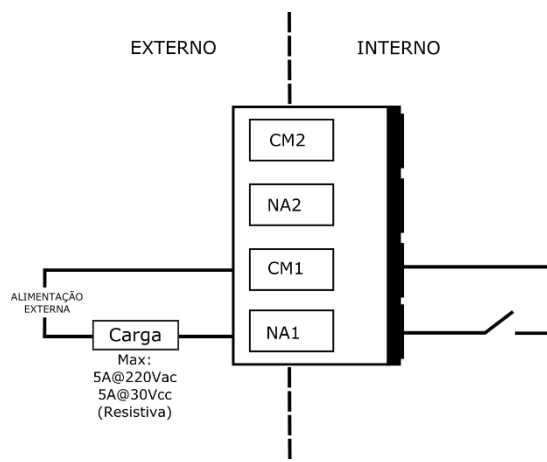 EXTERNO
INTERNO
CM2
NA2
CM1
NA1
ALIMENTAÇÃO
EXTERNA
Carga
Max:
5A@220Vac
5A@30Vcc
(Resistiva)